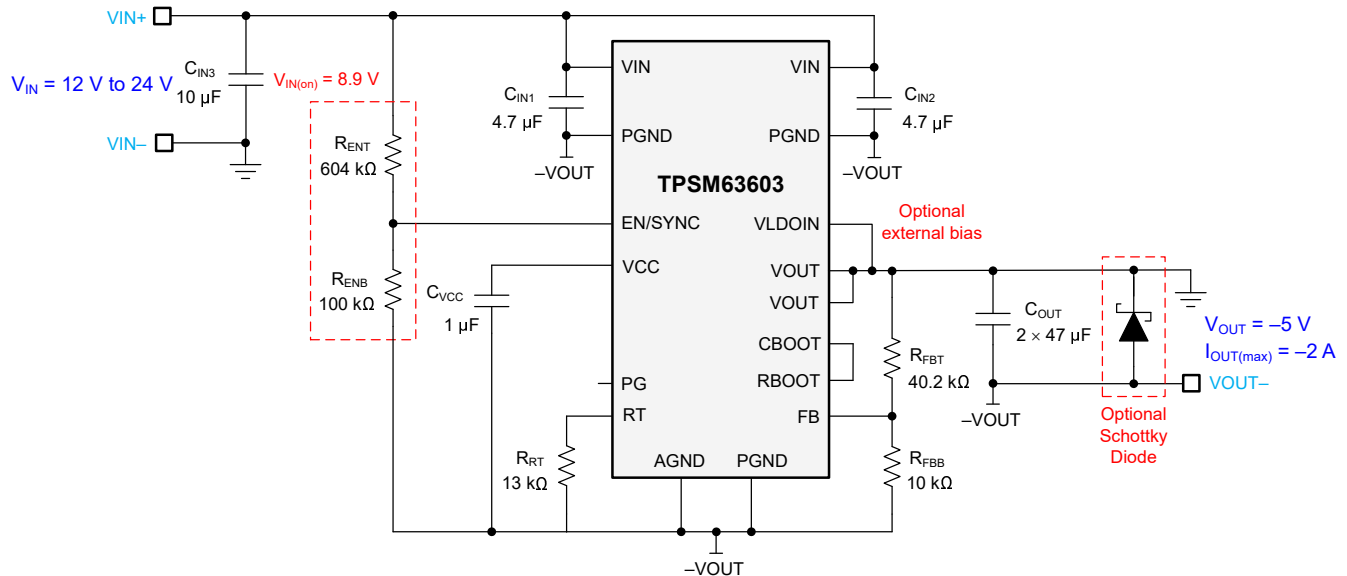 VIN+
VIN = 12 V to 24 V
CIN3
10 µF
VIN(on) = 8.9 V
VIN–
RENT
604 kΩ
RENB
100 kΩ
CVCC
1 µF
RRT
13 kΩ
CIN1
4.7 µF
–VOUT
VIN
PGND
TPSM63603
EN/SYNC
VCC
PG
RT
AGND
PGND
VIN
PGND
VLDOIN
VOUT
VOUT
CBOOT
RBOOT
FB
CIN2
4.7 µF
–VOUT
Optional
external bias
RFBT
40.2 kΩ
RFBB
10 kΩ
COUT
2 × 47 µF
–VOUT
Optional
Schottky
Diode
VOUT = –5 V
IOUT(max) = –2 A
VOUT–
–VOUT